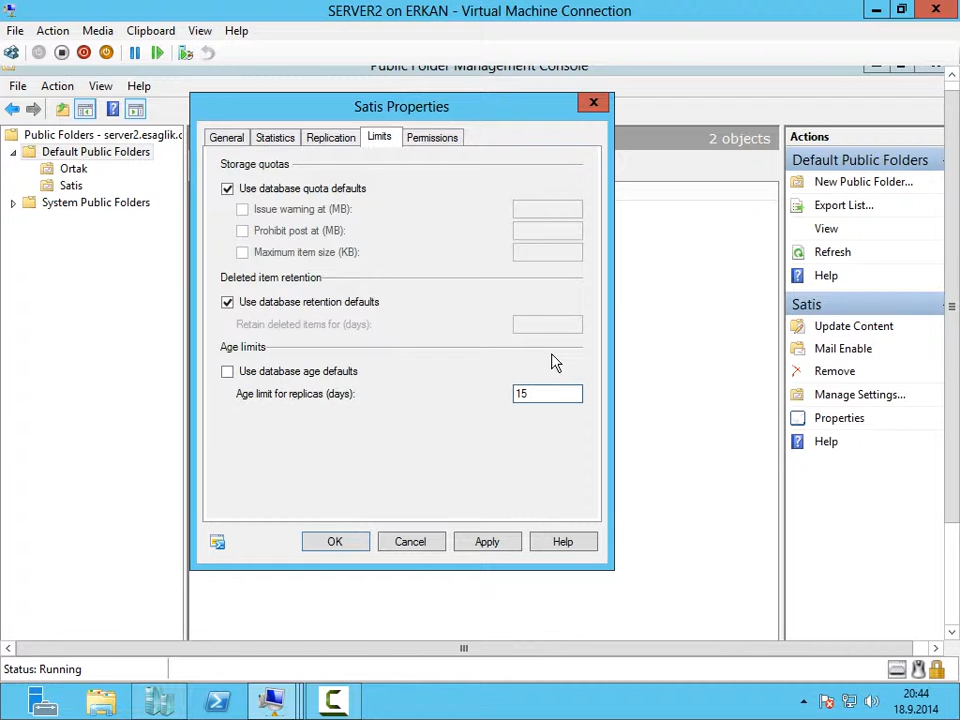 SERVER2 on ERKAN - Virtual Machine Connection
File Action Media Clipboard View Help
Public Folder Management Console
File Action View Help
Public Folders - server2.esaglik.c
Default Public Folders
Ortak
Satis
System Public Folders
2 objects
Satis Properties
General Statistics Replication Limits Permissions
Storage quotas
Use database quota defaults
Issue warning at (MB):
Prohibit post at (MB):
Maximum item size (KB):
Deleted item retention
Use database retention defaults
Retain deleted items for (days):
Age limits
Use database age defaults
Age limit for replicas (days): 15
OK Cancel Apply Help
Actions
Default Public Folders
New Public Folder...
Export List...
View
Refresh
Help
Satis
Update Content
Mail Enable
Remove
Manage Settings...
Properties
Help
Status: Running
20:44
18.9.2014